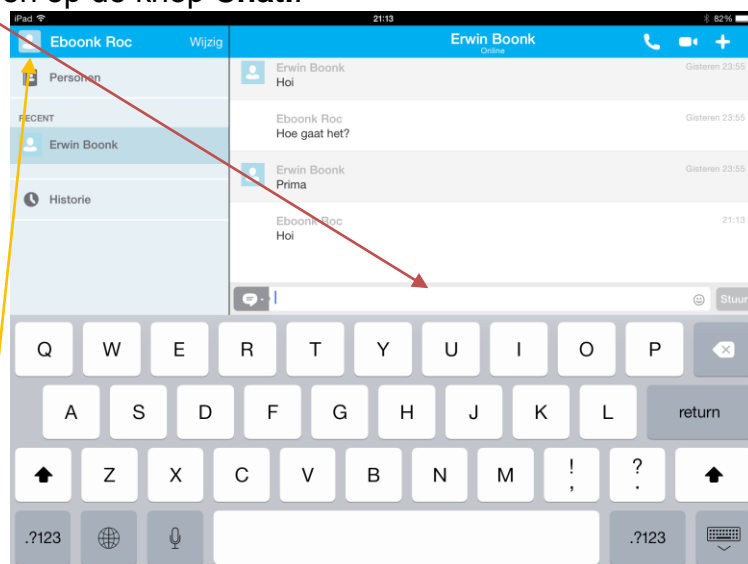 en op de knop Chat..
iPad 21:13 82%
Eboonk Roc Wijzig
Erwin Boonk
Online
Personen
RECENT
Erwin Boonk
Historie
Erwin Boonk Gisteren 23:55
Hoi
Eboonk Roc Gisteren 23:55
Hoe gaat het?
Erwin Boonk Gisteren 23:55
Prima
Eboonk Roc 21:13
Hoi
Stuur
Q W E R T Y U I O P
A S D F G H J K L return
Z X C V B N M ! , ? .
.?123 .?123